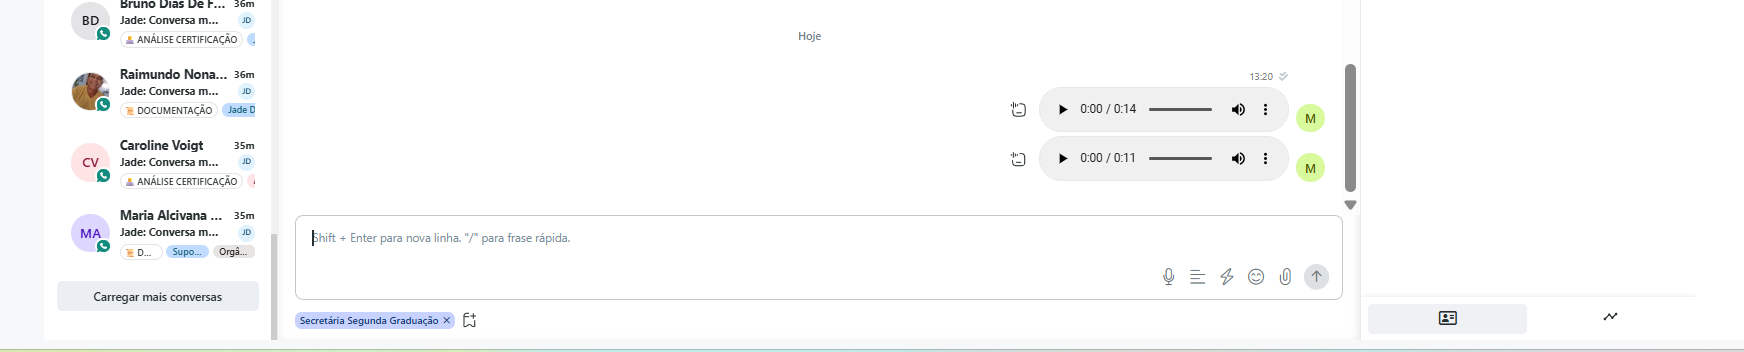 BD
Bruno Dias De F...
36m
Jade: Conversa m...
JD
ANÁLISE CERTIFICAÇÃO
Raimundo Nona...
36m
Jade: Conversa m...
JD
DOCUMENTAÇÃO
Jade D
CV
Caroline Voigt
35m
Jade: Conversa m...
JD
ANÁLISE CERTIFICAÇÃO
MA
Maria Alcivana ...
35m
Jade: Conversa m...
JD
D...
Supo...
Orgâ...
Carregar mais conversas
Hoje
13:20
0:00 / 0:14
M
0:00 / 0:11
M
Shift + Enter para nova linha. "/" para frase rápida.
Secretária Segunda Graduação ×